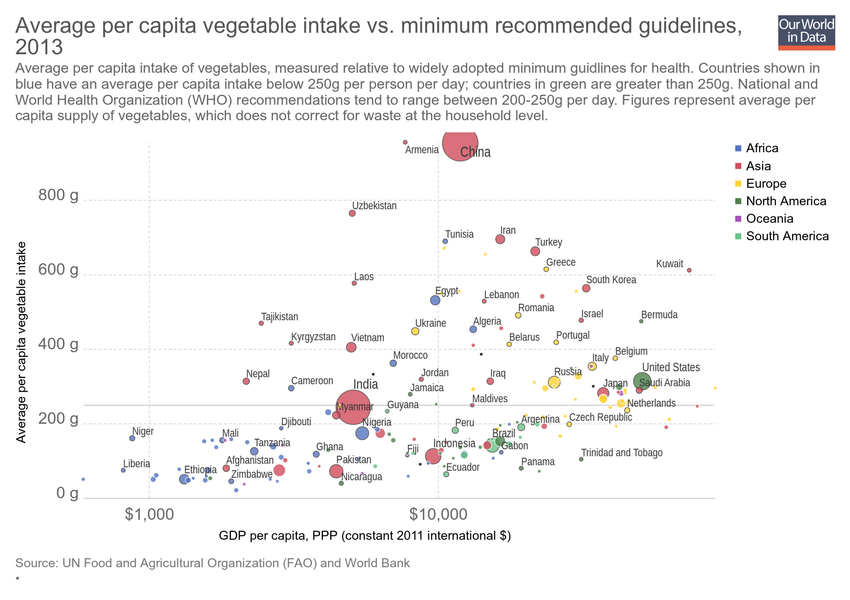 Average per capita vegetable intake vs. minimum recommended guidelines,
2013
Our World
in Data
Average per capita intake of vegetables, measured relative to widely adopted minimum guidlines for health. Countries shown in
blue have an average per capita intake below 250g per person per day; countries in green are greater than 250g. National and
World Health Organization (WHO) recommendations tend to range between 200-250g per day. Figures represent average per
capita supply of vegetables, which does not correct for waste at the household level.
Armenia
China
Africa
Asia
Europe
North America
Oceania
South America
800 g
Uzbekistan
Tunisia
Iran
Turkey
Greece
Kuwait
600 g
Laos
South Korea
Egypt
Lebanon
Romania
Israel
Bermuda
Tajikistan
Ukraine
Algeria
Kyrgyzstan
Vietnam
Belarus
Portugal
400 g
Morocco
Italy
Belgium
Nepal
Cameroon
India
Jordan
Jamaica
Iraq
Russia
Japan
United States
Saudi Arabia
Myanmar
Guyana
Maldives
Netherlands
200 g
Djibouti
Nigeria
Peru
Argentina
Czech Republic
Niger
Mali
Tanzania
Ghana
Fiji
Indonesia
Brazil
Gabon
Trinidad and Tobago
Liberia
Ethiopia
Afghanistan
Zimbabwe
Pakistan
Nicaragua
Ecuador
Panama
0 g
$1,000
$10,000
Average per capita vegetable intake
GDP per capita, PPP (constant 2011 international $)
Source: UN Food and Agricultural Organization (FAO) and World Bank
•